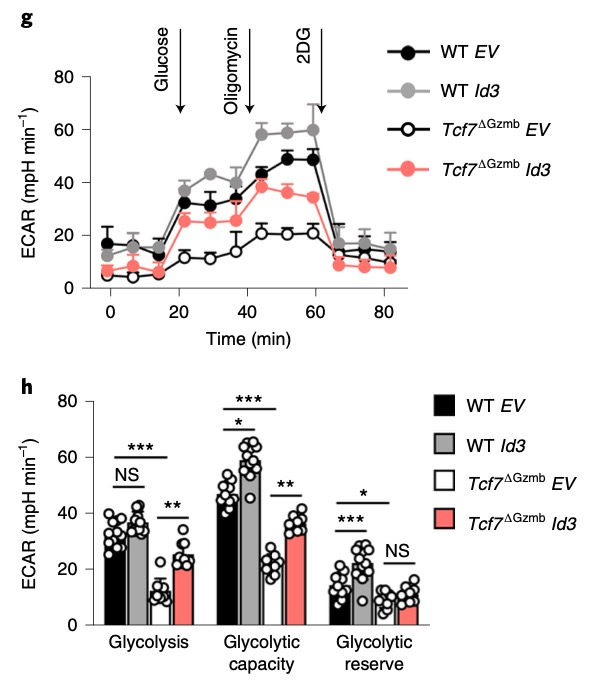 g
Glucose
Oligomycin
2DG
80
60
40
20
0
ECAR (mpH min⁻¹)
0 20 40 60 80
Time (min)
WT EV
WT Id3
Tcf7ΔGzmb EV
Tcf7ΔGzmb Id3
h
80
60
40
20
0
ECAR (mpH min⁻¹)
***
NS
**
***
*
**
*
***
NS
Glycolysis
Glycolytic capacity
Glycolytic reserve
WT EV
WT Id3
Tcf7ΔGzmb EV
Tcf7ΔGzmb Id3